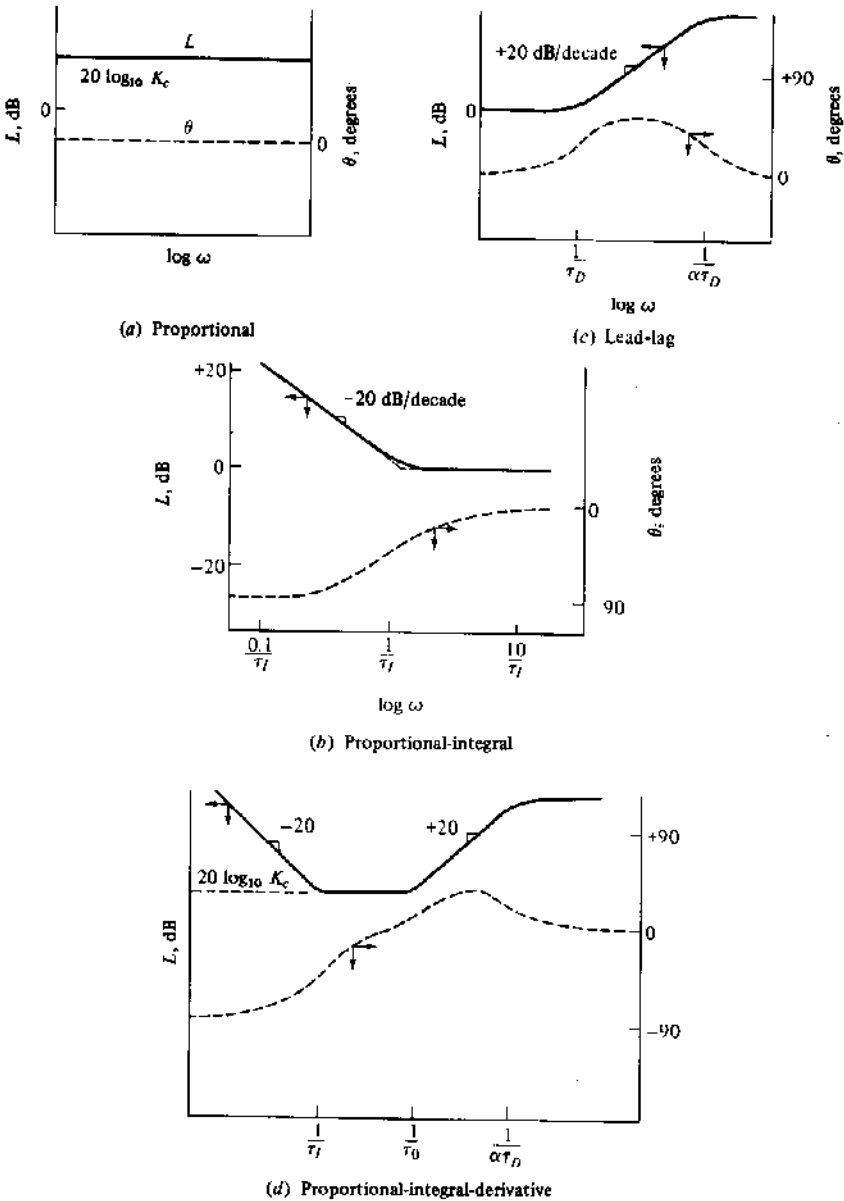 L
20 log₁₀ K_c
0
θ
0
L, dB
θ, degrees
log ω
(a) Proportional
+20 dB/decade
+90
0
0
L, dB
θ, degrees
1/τ_D
1/ατ_D
log ω
(c) Lead-lag
+20
−20 dB/decade
0
0
−20
90
L, dB
θ, degrees
0.1/τ_I
1/τ_I
10/τ_I
log ω
(b) Proportional-integral
−20
+20
+90
20 log₁₀ K_c
0
−90
L, dB
1/τ_I
1/τ_0
1/ατ_D
(d) Proportional-integral-derivative